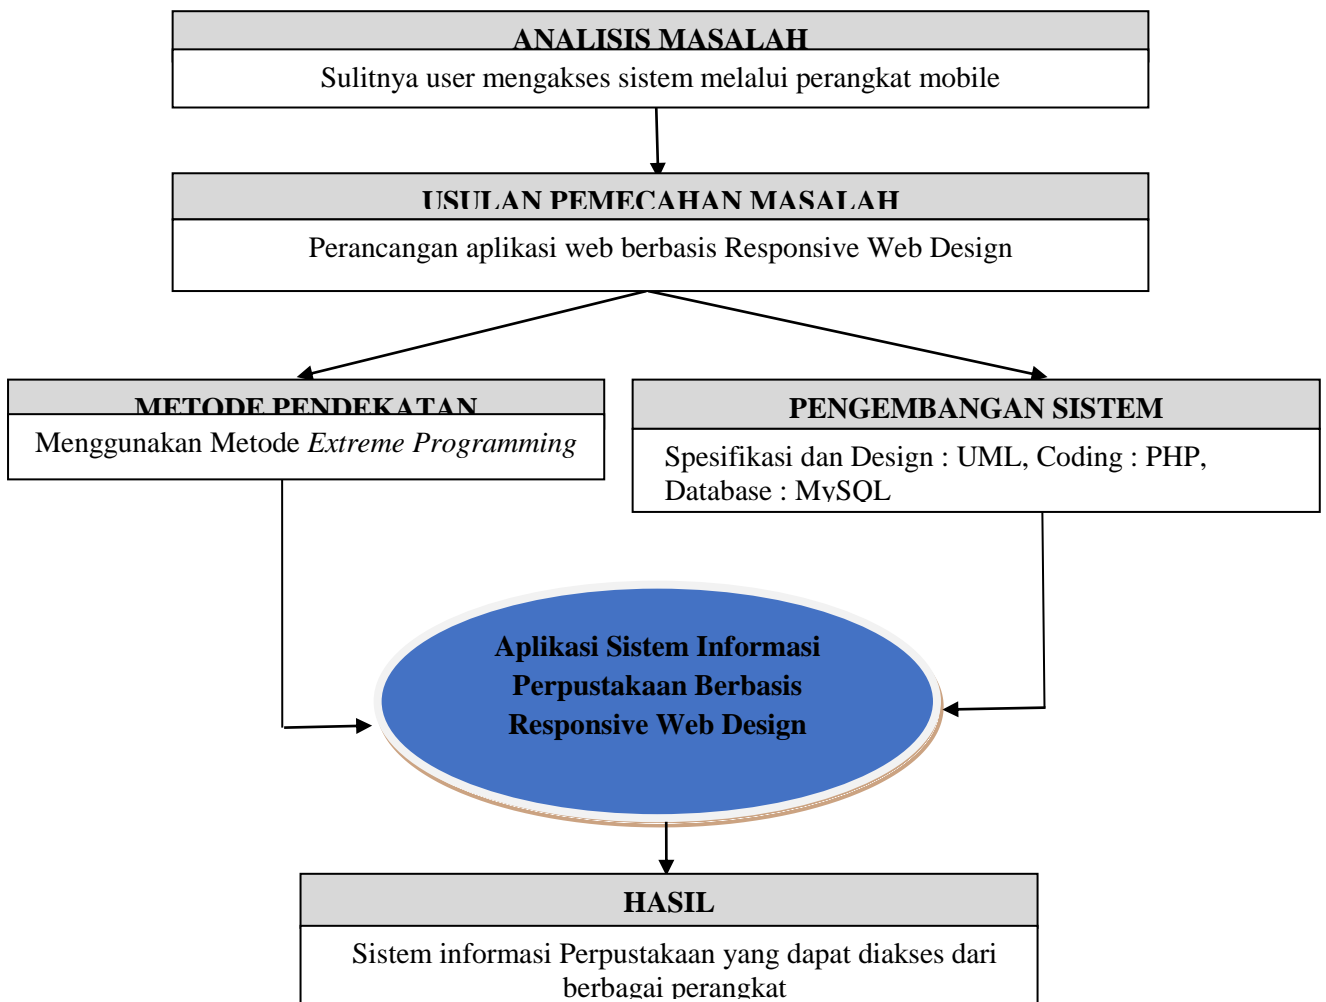 ANALISIS MASALAH
Sulitnya user mengakses sistem melalui perangkat mobile
USULAN PEMECAHAN MASALAH
Perancangan aplikasi web berbasis Responsive Web Design
METODE PENDEKATAN
Menggunakan Metode Extreme Programming
PENGEMBANGAN SISTEM
Spesifikasi dan Design : UML, Coding : PHP,
Database : MySQL
Aplikasi Sistem Informasi
Perpustakaan Berbasis
Responsive Web Design
HASIL
Sistem informasi Perpustakaan yang dapat diakses dari
berbagai perangkat